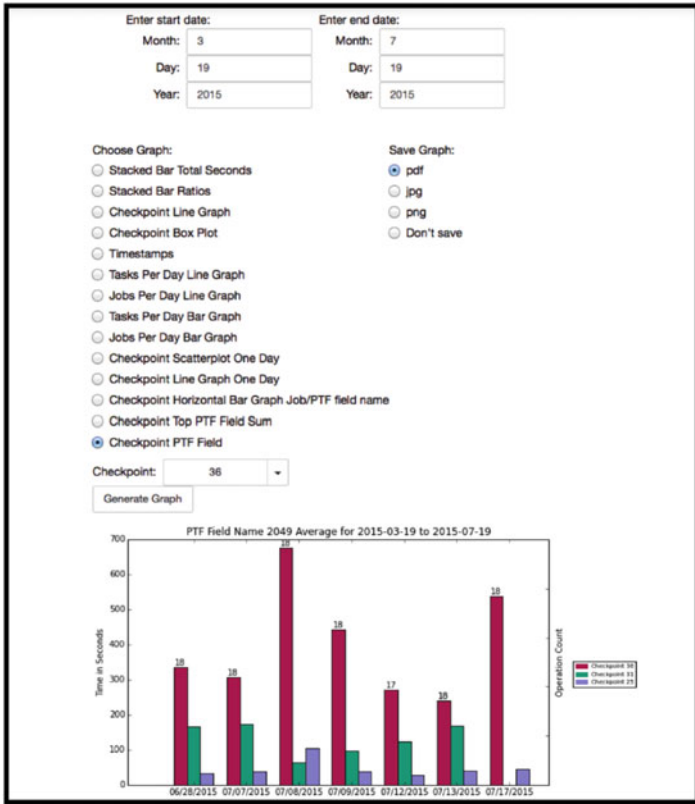 Enter start date: Enter end date:
Month: 3 Month: 7
Day: 19 Day: 19
Year: 2015 Year: 2015
Choose Graph: Save Graph:
Stacked Bar Total Seconds pdf
Stacked Bar Ratios jpg
Checkpoint Line Graph png
Checkpoint Box Plot Don't save
Timestamps
Tasks Per Day Line Graph
Jobs Per Day Line Graph
Tasks Per Day Bar Graph
Jobs Per Day Bar Graph
Checkpoint Scatterplot One Day
Checkpoint Line Graph One Day
Checkpoint Horizontal Bar Graph Job/PTF field name
Checkpoint Top PTF Field Sum
Checkpoint PTF Field
Checkpoint: 36
Generate Graph
PTF Field Name 2049 Average for 2015-03-19 to 2015-07-19
Time in Seconds
700
600
500
400
300
200
100
0
18 18 18 18 17 18 18
06/28/2015 07/07/2015 07/08/2015 07/09/2015 07/12/2015 07/13/2015 07/17/2015
Operation Count
Checkpoint 36
Checkpoint 31
Checkpoint 25